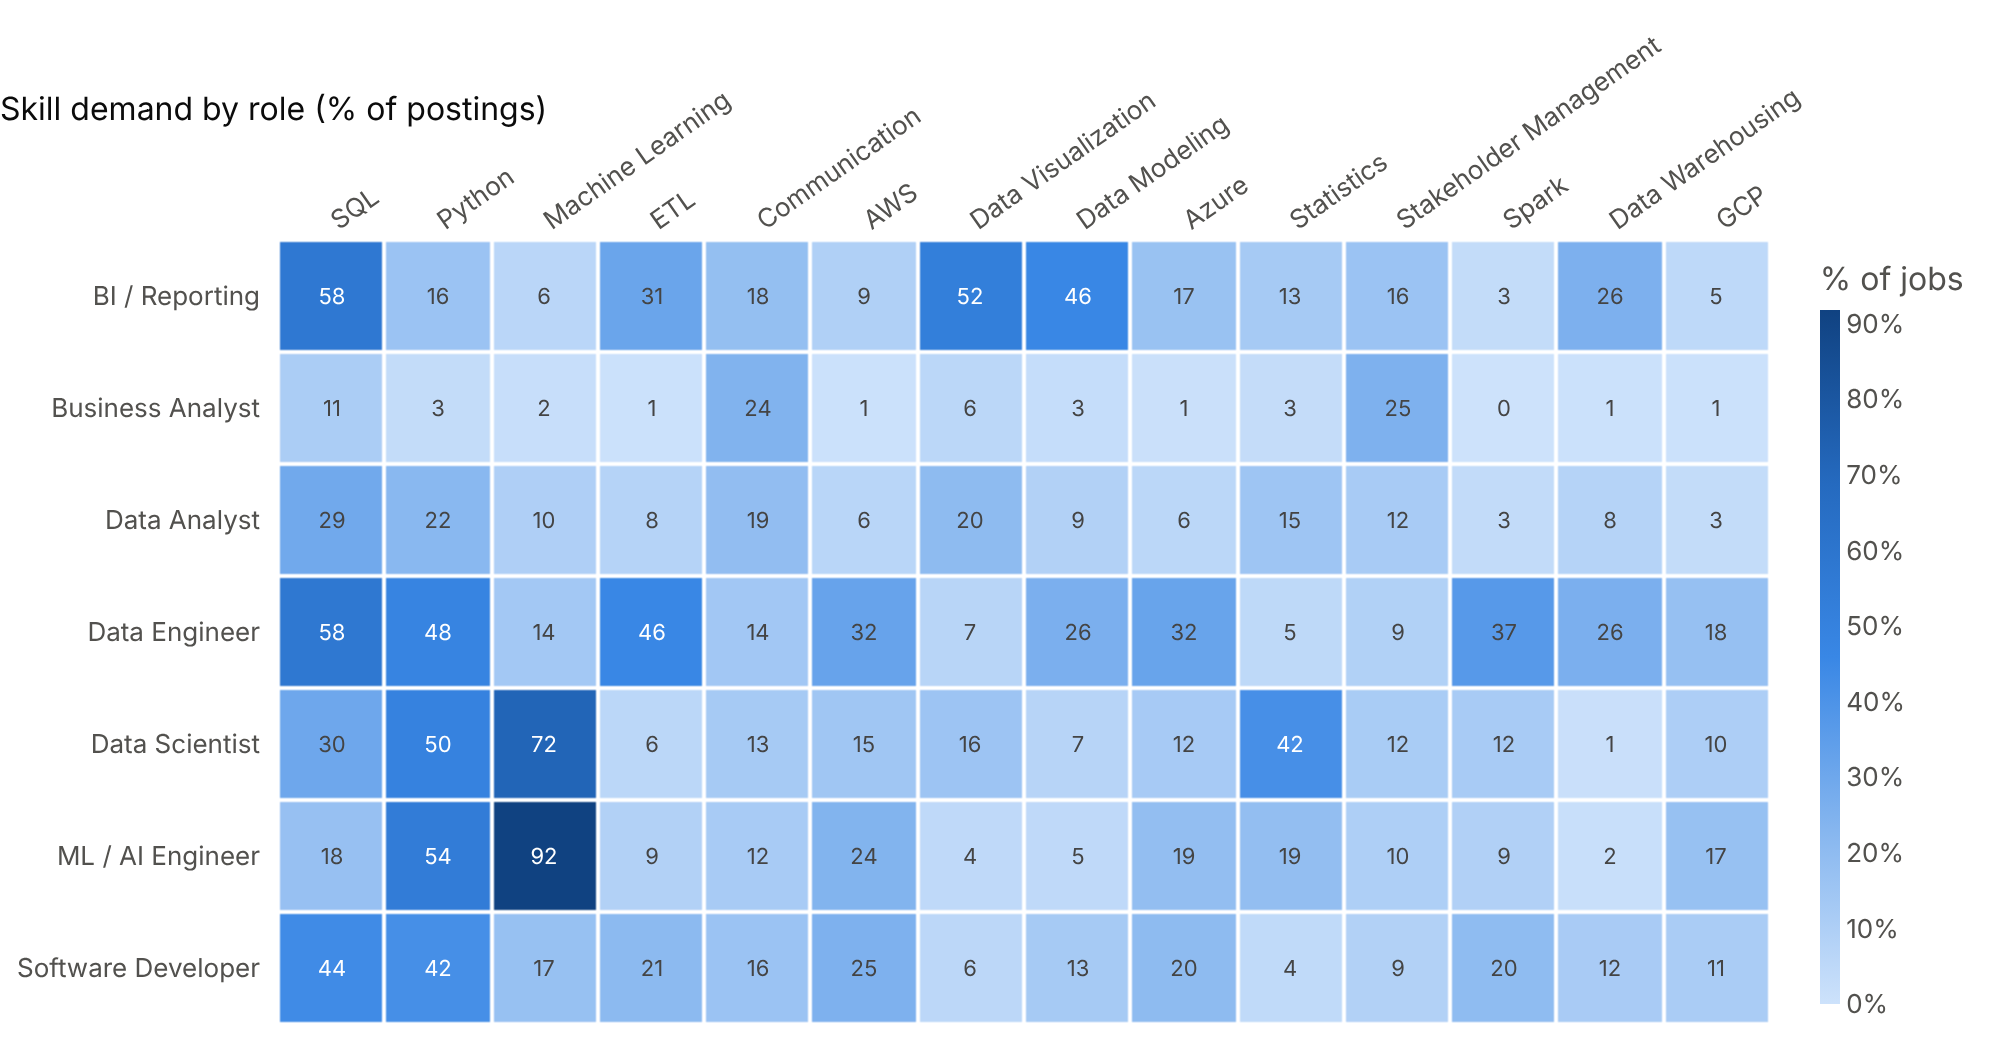 Skill demand by role (% of postings)
SQL
Python
Machine Learning
ETL
Communication
AWS
Data Visualization
Data Modeling
Azure
Statistics
Stakeholder Management
Spark
Data Warehousing
GCP
BI / Reporting 58 16 6 31 18 9 52 46 17 13 16 3 26 5
Business Analyst 11 3 2 1 24 1 6 3 1 3 25 0 1 1
Data Analyst 29 22 10 8 19 6 20 9 6 15 12 3 8 3
Data Engineer 58 48 14 46 14 32 7 26 32 5 9 37 26 18
Data Scientist 30 50 72 6 13 15 16 7 12 42 12 12 1 10
ML / AI Engineer 18 54 92 9 12 24 4 5 19 19 10 9 2 17
Software Developer 44 42 17 21 16 25 6 13 20 4 9 20 12 11
% of jobs
90%
80%
70%
60%
50%
40%
30%
20%
10%
0%